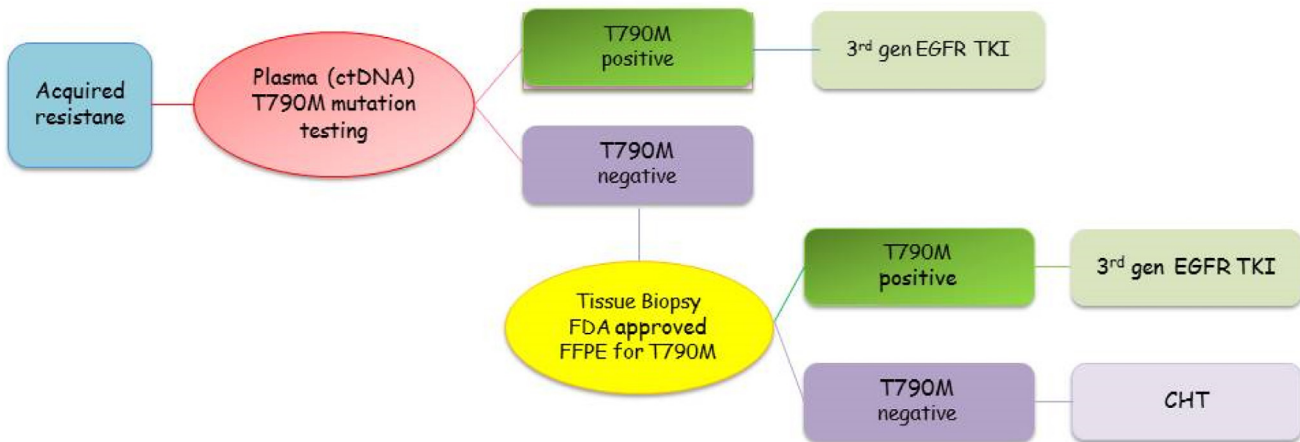 Acquired
resistane
Plasma (ctDNA)
T790M mutation
testing
T790M
positive
3rd gen EGFR TKI
T790M
negative
Tissue Biopsy
FDA approved
FFPE for T790M
T790M
positive
3rd gen EGFR TKI
T790M
negative
CHT